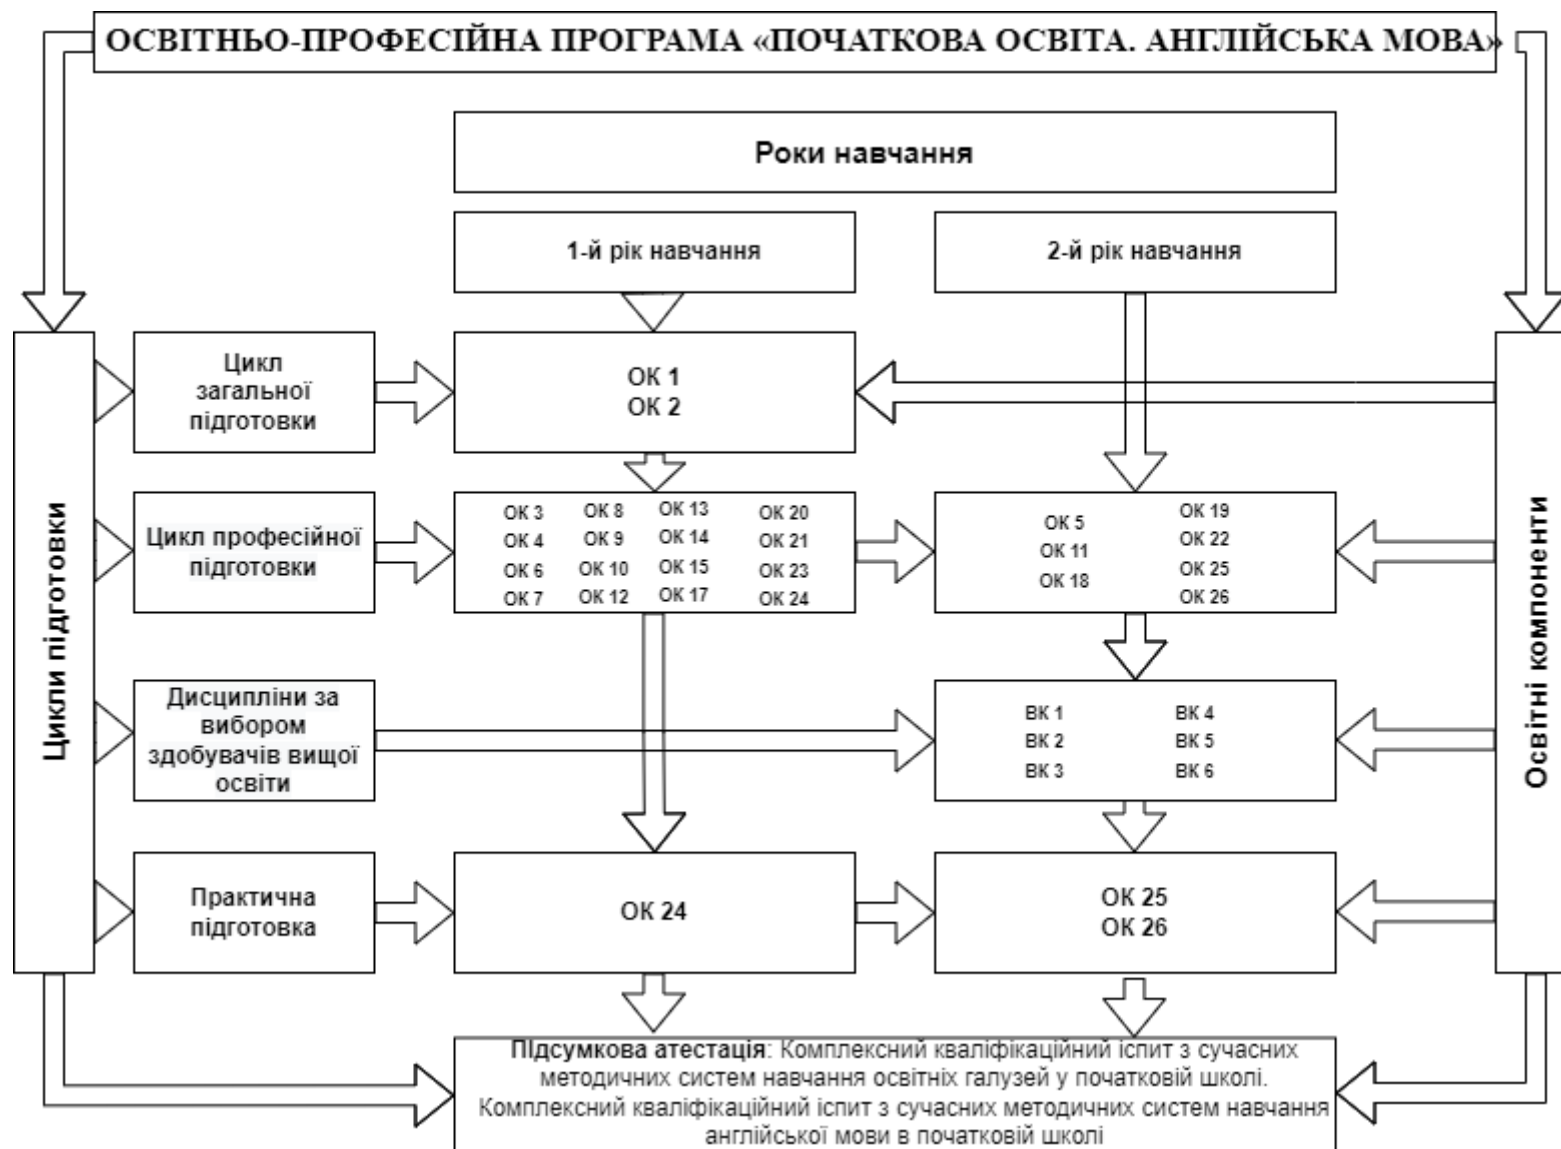 ОСВІТНЬО-ПРОФЕСІЙНА ПРОГРАМА «ПОЧАТКОВА ОСВІТА. АНГЛІЙСЬКА МОВА»
Роки навчання
1-й рік навчання
2-й рік навчання
Цикли підготовки
Цикл
загальної
підготовки
ОК 1
ОК 2
Цикл професійної
підготовки
ОК 3
ОК 4
ОК 6
ОК 7
ОК 8
ОК 9
ОК 10
ОК 12
ОК 13
ОК 14
ОК 15
ОК 17
ОК 20
ОК 21
ОК 23
ОК 24
ОК 5
ОК 11
ОК 18
ОК 19
ОК 22
ОК 25
ОК 26
Дисципліни за
вибором
здобувачів вищої
освіти
ВК 1
ВК 2
ВК 3
ВК 4
ВК 5
ВК 6
Практична
підготовка
ОК 24
ОК 25
ОК 26
Освітні компоненти
Підсумкова атестація: Комплексний кваліфікаційний іспит з сучасних
методичних систем навчання освітніх галузей у початковій школі.
Комплексний кваліфікаційний іспит з сучасних методичних систем навчання
англійської мови в початковій школі